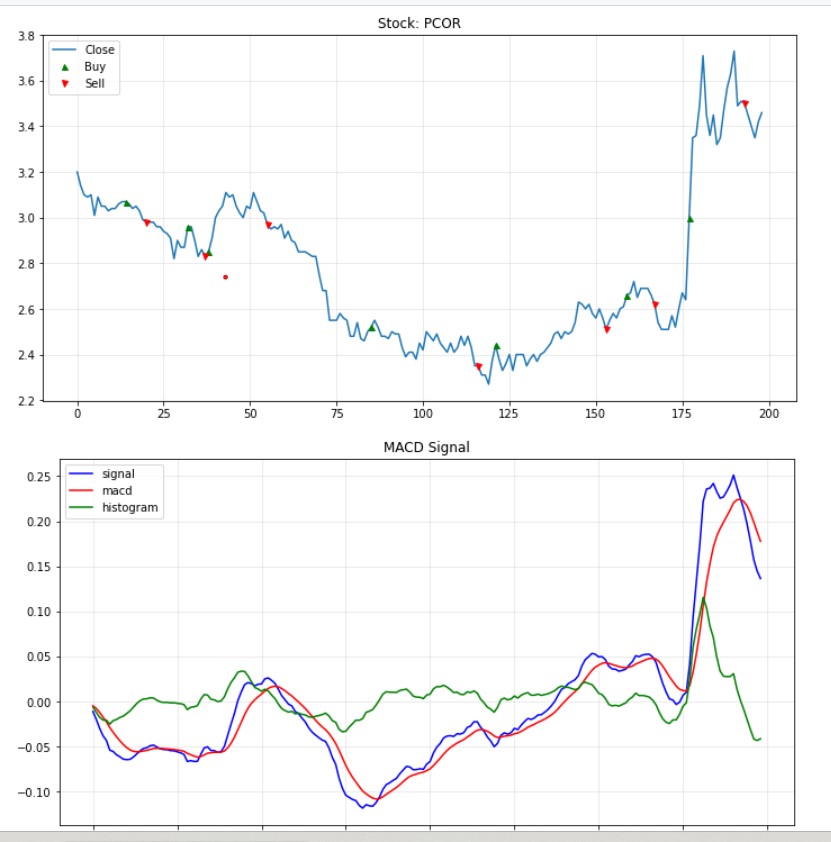 Stock: PCOR
3.8
3.6
3.4
3.2
3.0
2.8
2.6
2.4
2.2
Close
Buy
Sell
0 25 50 75 100 125 150 175 200
MACD Signal
0.25
0.20
0.15
0.10
0.05
0.00
−0.05
−0.10
signal
macd
histogram